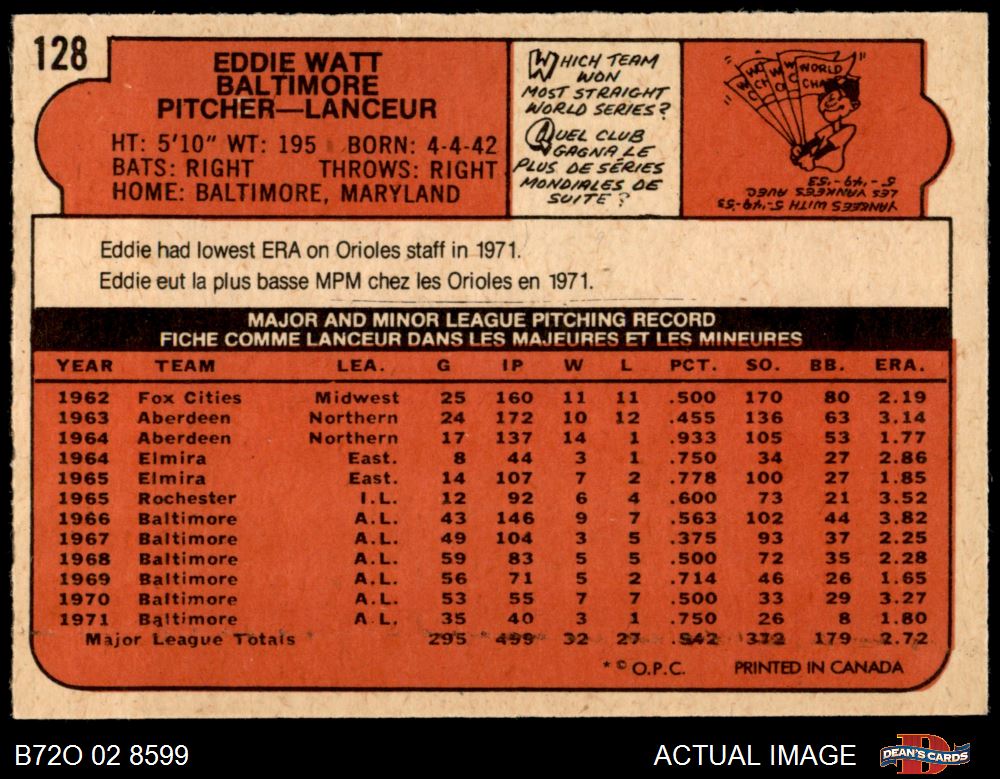 128
EDDIE WATT
BALTIMORE
PITCHER—LANCEUR
HT: 5'10" WT: 195 BORN: 4-4-42
BATS: RIGHT THROWS: RIGHT
HOME: BALTIMORE, MARYLAND
WHICH TEAM
WON
MOST STRAIGHT
WORLD SERIES?
QUEL CLUB
GAGNA LE
PLUS DE SÉRIES
MONDIALES DE
SUITE?
WC
WC
WC
WC
WORLD
CHAMPS
YANKEES WITH 5-'49-'53
LES YANKEES AVEC
5-'49-'53
Eddie had lowest ERA on Orioles staff in 1971.
Eddie eut la plus basse MPM chez les Orioles en 1971.
MAJOR AND MINOR LEAGUE PITCHING RECORD
FICHE COMME LANCEUR DANS LES MAJEURES ET LES MINEURES
YEAR TEAM LEA. G IP W L PCT. SO. BB. ERA.
1962 Fox Cities Midwest 25 160 11 11 .500 170 80 2.19
1963 Aberdeen Northern 24 172 10 12 .455 136 63 3.14
1964 Aberdeen Northern 17 137 14 1 .933 105 53 1.77
1964 Elmira East. 8 44 3 1 .750 34 27 2.86
1965 Elmira East. 14 107 7 2 .778 100 27 1.85
1965 Rochester I.L. 12 92 6 4 .600 73 21 3.52
1966 Baltimore A.L. 43 146 9 7 .563 102 44 3.82
1967 Baltimore A.L. 49 104 3 5 .375 93 37 2.25
1968 Baltimore A.L. 59 83 5 5 .500 72 35 2.28
1969 Baltimore A.L. 56 71 5 2 .714 46 26 1.65
1970 Baltimore A.L. 53 55 7 7 .500 33 29 3.27
1971 Baltimore A.L. 35 40 3 1 .750 26 8 1.80
Major League Totals 295 499 32 27 .542 372 179 2.72
*© O.P.C. PRINTED IN CANADA
B72O 02 8599
ACTUAL IMAGE
DEAN'S CARDS